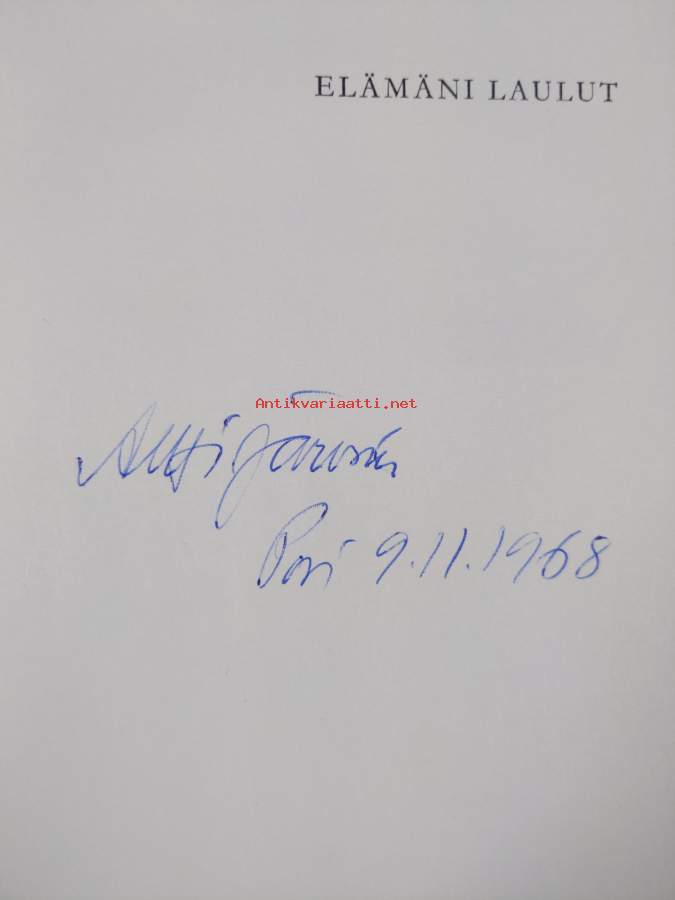 ELÄMÄNI LAULUT
Antikvariaatti.net
Pori 9.11.1968